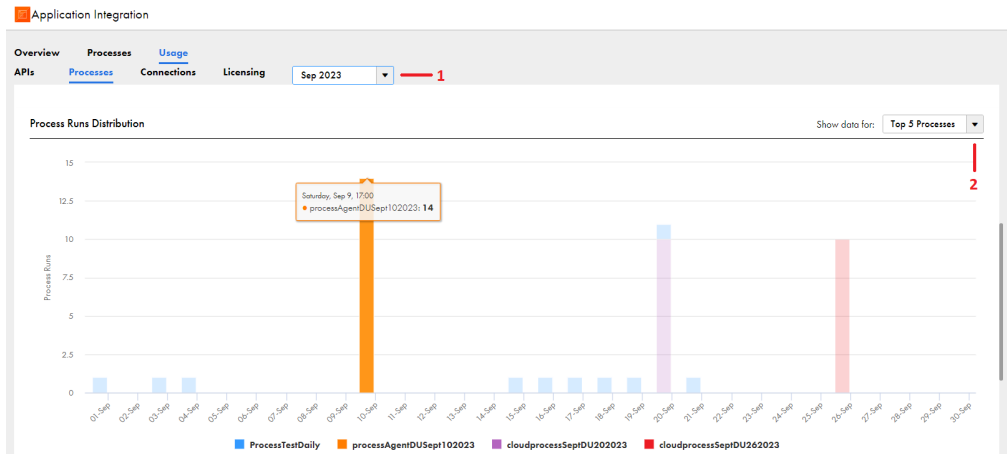 Application Integration
Overview Processes Usage
APIs Processes Connections Licensing Sep 2023 1
Process Runs Distribution Show data for: Top 5 Processes
2
15
12.5
10
7.5
5
2.5
0
Process Runs
Saturday, Sep 9, 17:00
processAgentDUSept102023: 14
01-Sep 02-Sep 03-Sep 04-Sep 05-Sep 06-Sep 07-Sep 08-Sep 09-Sep 10-Sep 11-Sep 12-Sep 13-Sep 14-Sep 15-Sep 16-Sep 17-Sep 18-Sep 19-Sep 20-Sep 21-Sep 22-Sep 23-Sep 24-Sep 25-Sep 26-Sep 27-Sep 28-Sep 29-Sep 30-Sep
ProcessTestDaily processAgentDUSept102023 cloudprocessSeptDU202023 cloudprocessSeptDU262023